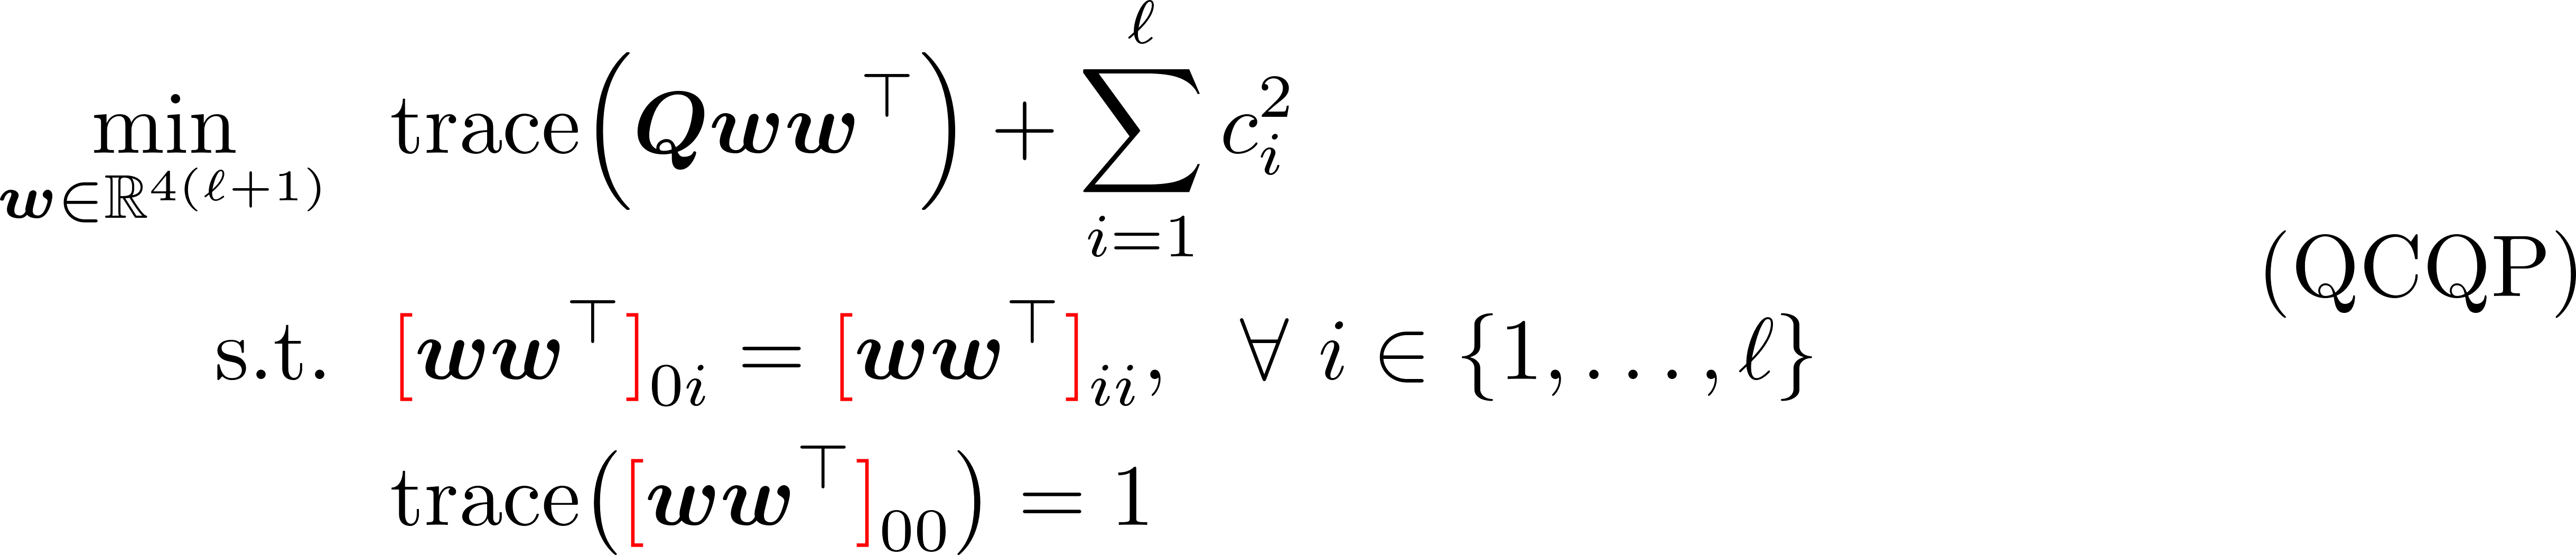 min_{w∈ℝ^{4(ℓ+1)}} trace(Qww^⊤) + ∑_{i=1}^{ℓ} c_i^2
s.t. [ww^⊤]_{0i} = [ww^⊤]_{ii}, ∀ i ∈ {1, …, ℓ} (QCQP)
trace([ww^⊤]_{00}) = 1